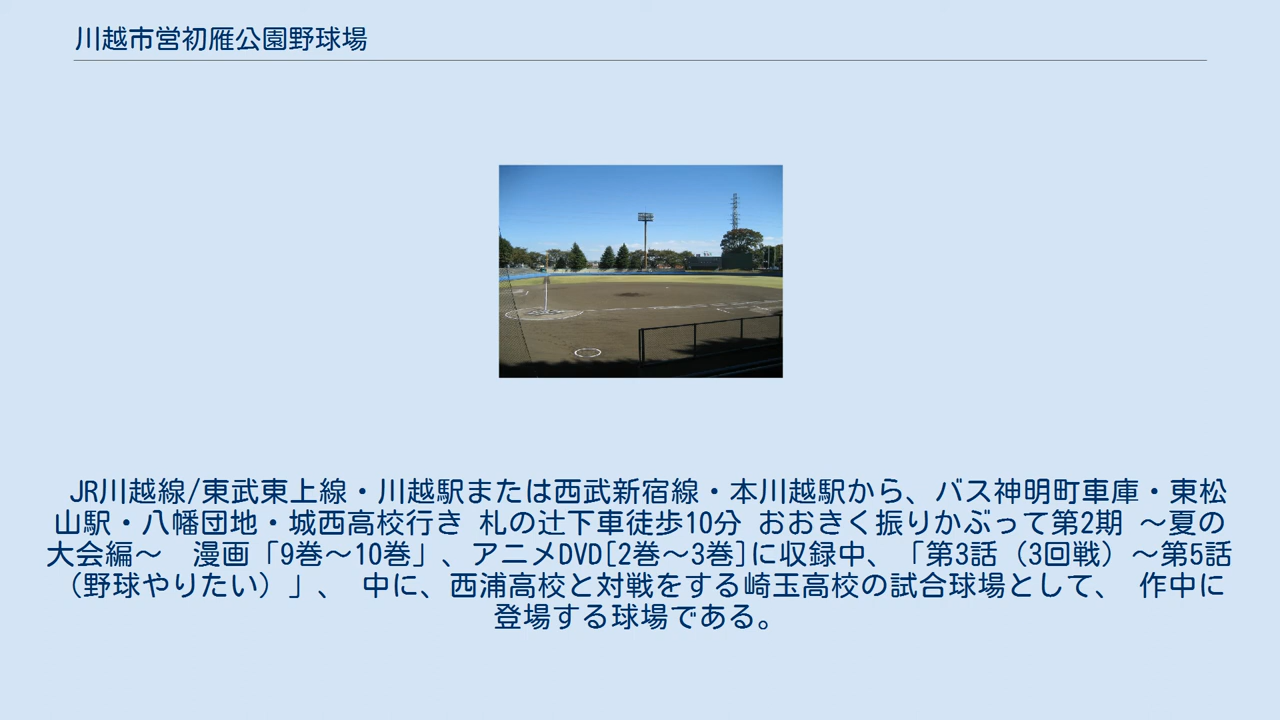 川越市営初雁公園野球場
JR川越線/東武東上線・川越駅または西武新宿線・本川越駅から、バス神明町車庫・東松
山駅・八幡団地・城西高校行き 札の辻下車徒歩10分 おおきく振りかぶって第2期 〜夏の
大会編〜　漫画「9巻〜10巻」、アニメDVD[2巻〜3巻]に収録中、「第3話（3回戦）〜第5話
（野球やりたい）」、 中に、西浦高校と対戦をする崎玉高校の試合球場として、 作中に
登場する球場である。